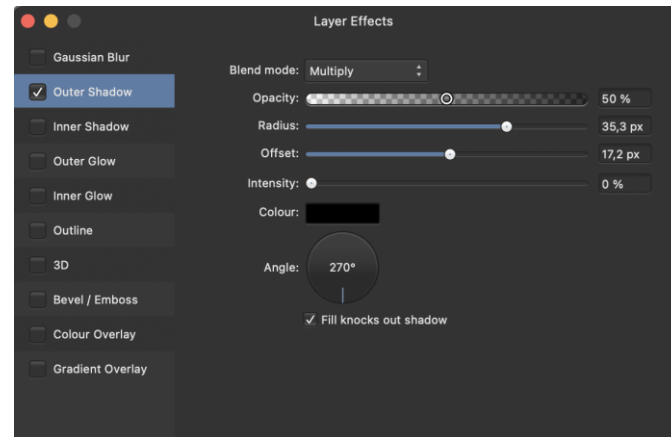 Layer Effects
Gaussian Blur
Outer Shadow
Inner Shadow
Outer Glow
Inner Glow
Outline
3D
Bevel / Emboss
Colour Overlay
Gradient Overlay
Blend mode: Multiply
Opacity: 50 %
Radius: 35,3 px
Offset: 17,2 px
Intensity: 0 %
Colour:
Angle: 270°
Fill knocks out shadow